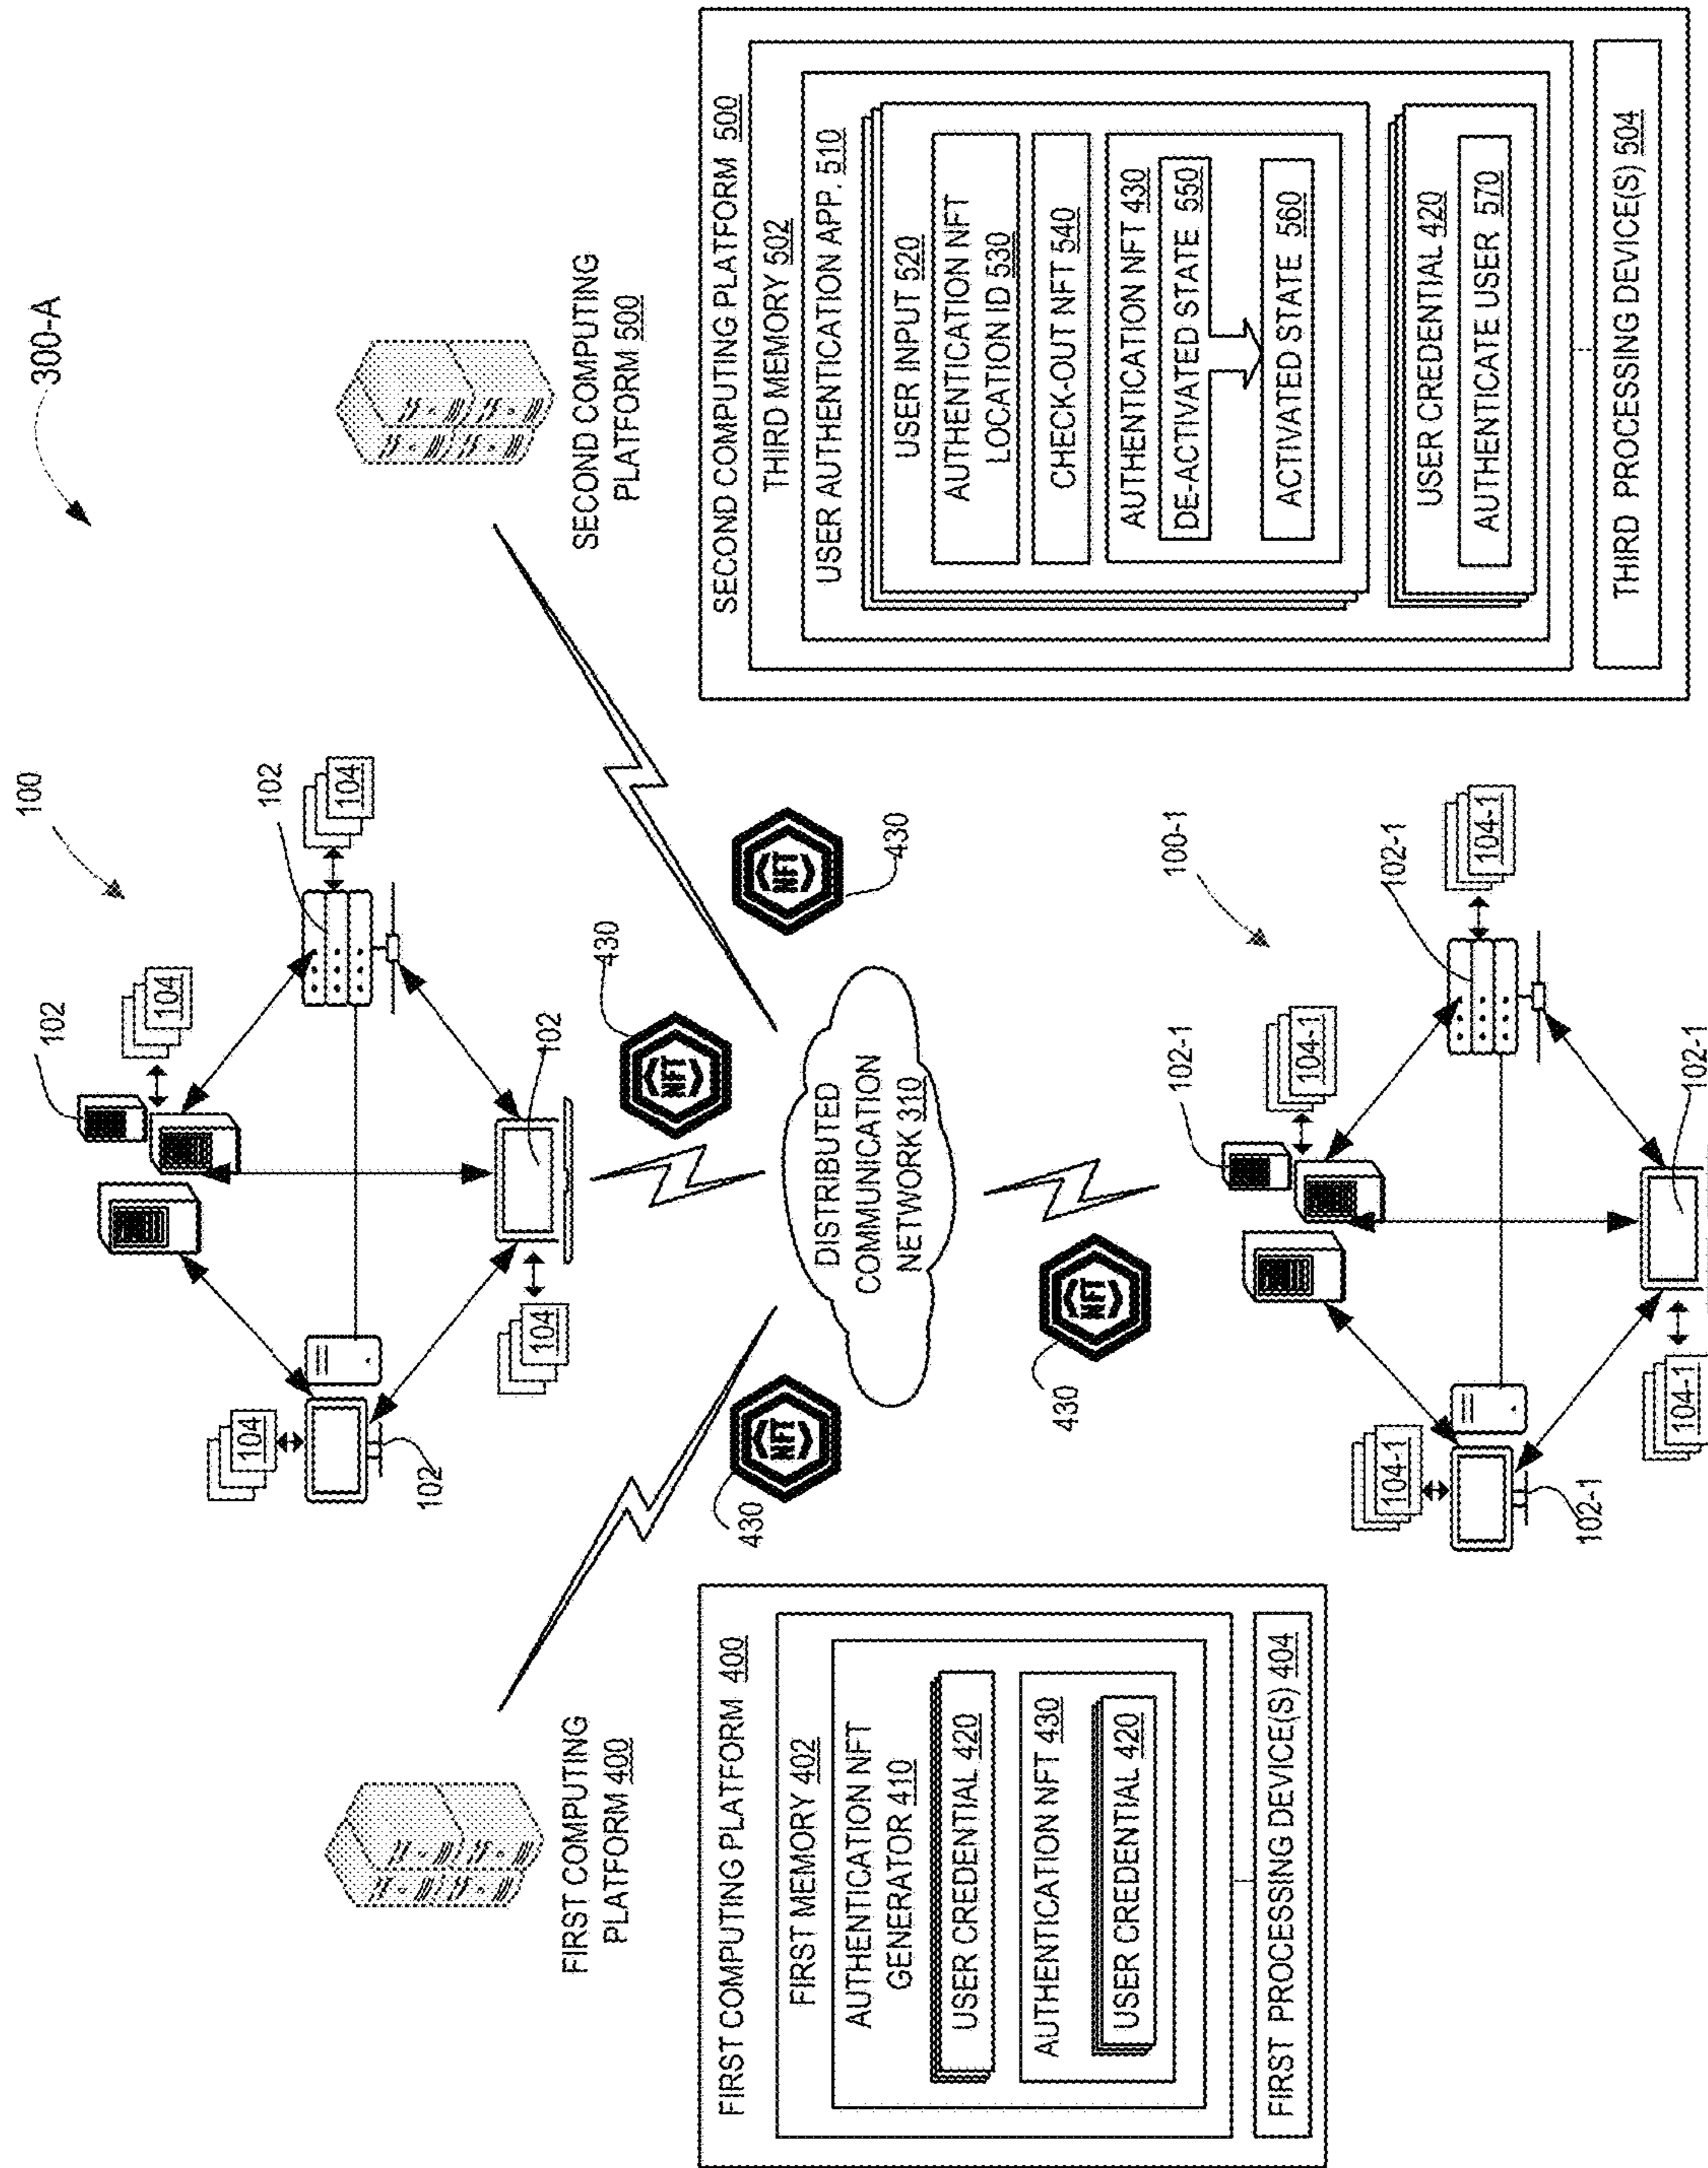 300-A
100
102
104
102
104
102
104
104
102
FIRST COMPUTING
PLATFORM 400
SECOND COMPUTING
PLATFORM 500
430
NFT
430
NFT
430
NFT
430
NFT
DISTRIBUTED
COMMUNICATION
NETWORK 310
FIRST COMPUTING PLATFORM 400
FIRST MEMORY 402
AUTHENTICATION NFT
GENERATOR 410
USER CREDENTIAL 420
AUTHENTICATION NFT 430
USER CREDENTIAL 420
FIRST PROCESSING DEVICE(S) 404
100-1
102-1
104-1
102-1
104-1
104-1
102-1
102-1
104-1
SECOND COMPUTING PLATFORM 500
THIRD MEMORY 502
USER AUTHENTICATION APP. 510
USER INPUT 520
AUTHENTICATION NFT
LOCATION ID 530
CHECK-OUT NFT 540
AUTHENTICATION NFT 430
DE-ACTIVATED STATE 550
ACTIVATED STATE 560
USER CREDENTIAL 420
AUTHENTICATE USER 570
THIRD PROCESSING DEVICE(S) 504